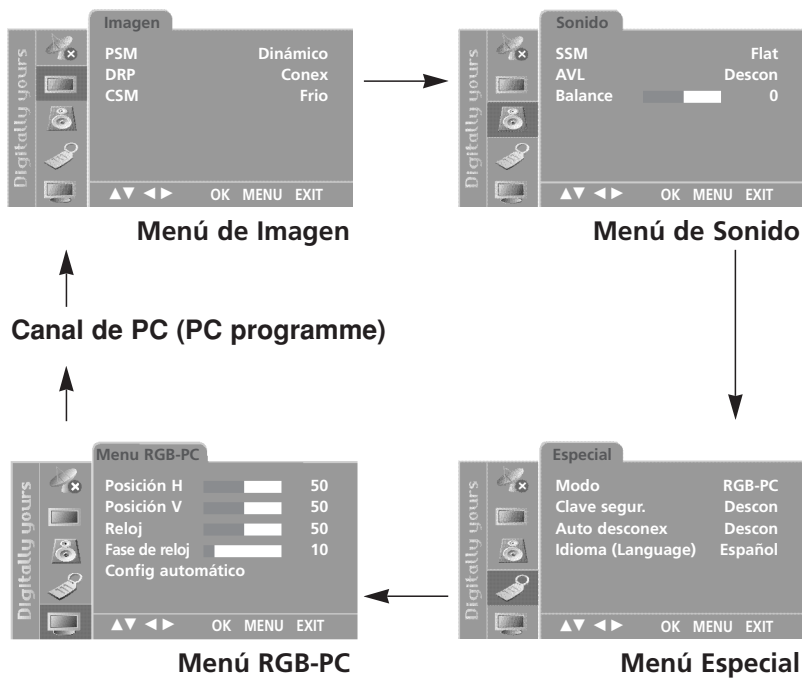 Imagen
Digitally yours
PSM Dinámico
DRP Conex
CSM Frio
▲▼ ◄► OK MENU EXIT
Menú de Imagen
Sonido
Digitally yours
SSM Flat
AVL Descon
Balance 0
▲▼ ◄► OK MENU EXIT
Menú de Sonido
Canal de PC (PC programme)
Menu RGB-PC
Digitally yours
Posición H 50
Posición V 50
Reloj 50
Fase de reloj 10
Config automático
▲▼ ◄► OK MENU EXIT
Menú RGB-PC
Especial
Digitally yours
Modo RGB-PC
Clave segur. Descon
Auto desconex Descon
Idioma (Language) Español
▲▼ ◄► OK MENU EXIT
Menú Especial